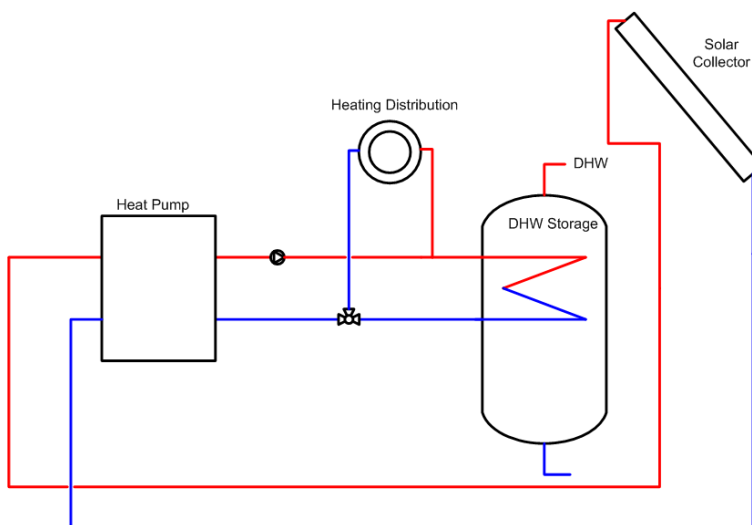 Solar
Collector
Heating Distribution
DHW
Heat Pump
DHW Storage